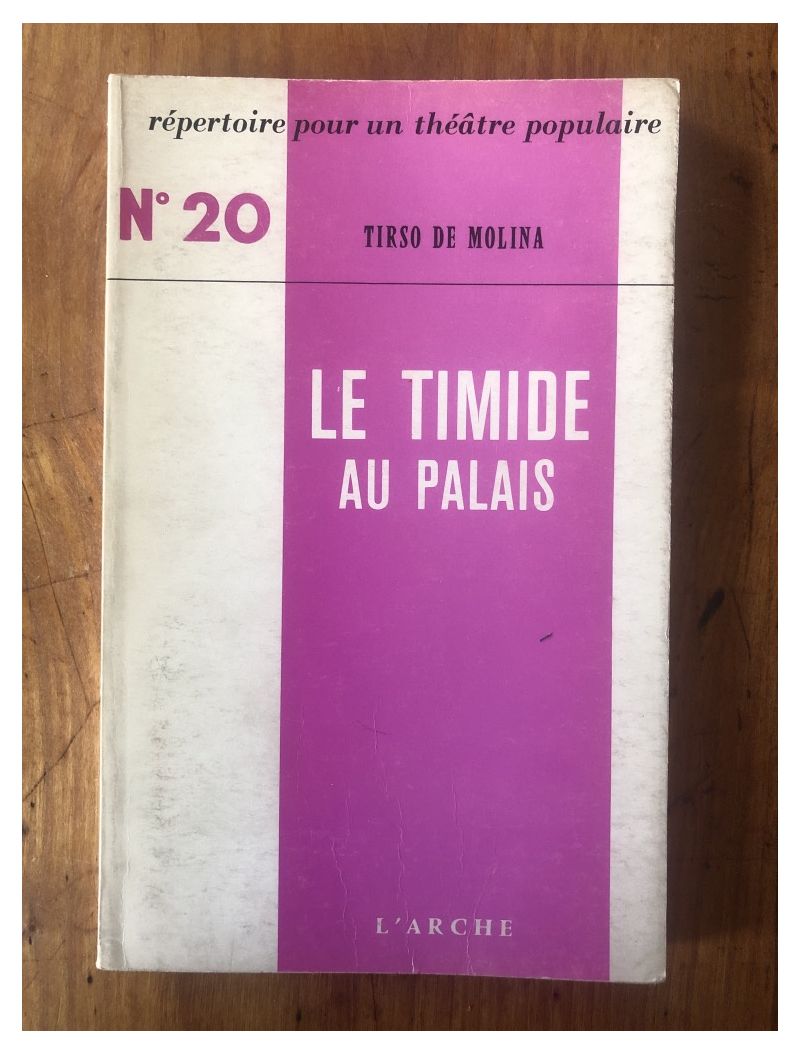 répertoire pour un théâtre populaire
N° 20
TIRSO DE MOLINA
LE TIMIDE
AU PALAIS
L'ARCHE